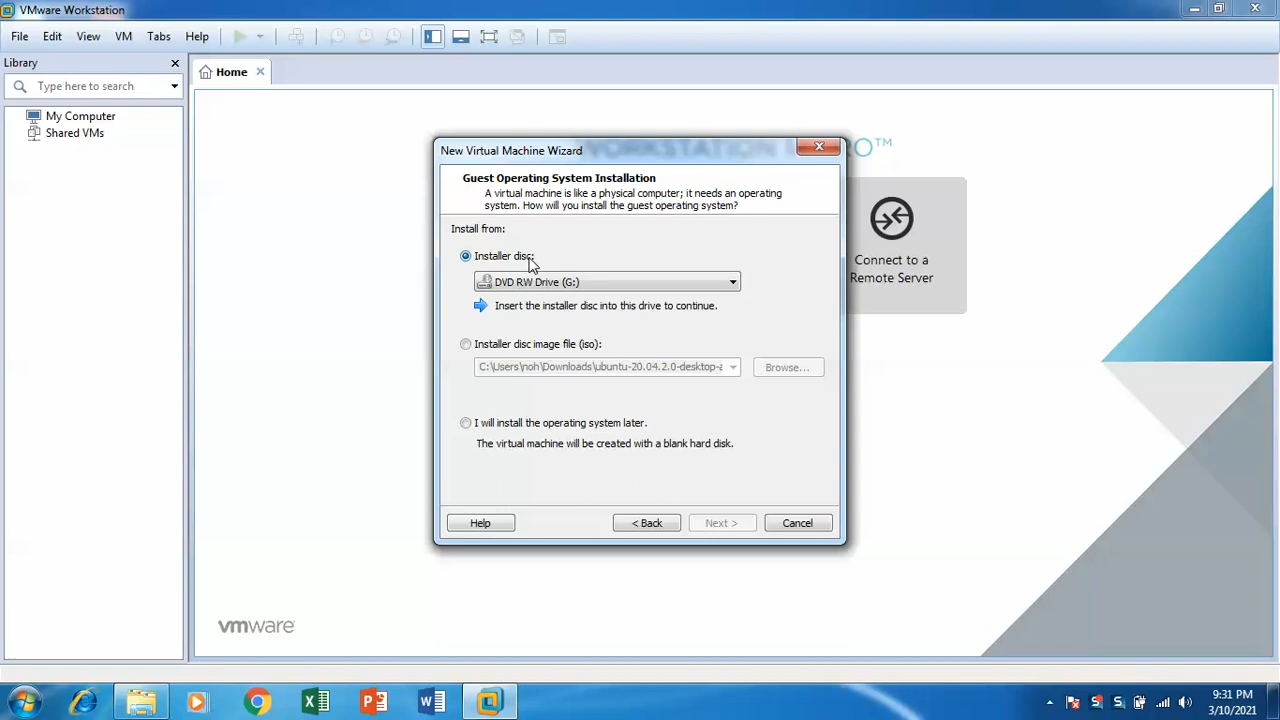 VMware Workstation
File Edit View VM Tabs Help
Library
Type here to search
My Computer
Shared VMs
Home
WORKSTATION RO™
Connect to a
Remote Server
New Virtual Machine Wizard
Guest Operating System Installation
A virtual machine is like a physical computer; it needs an operating
system. How will you install the guest operating system?
Install from:
Installer disc:
DVD RW Drive (G:)
Insert the installer disc into this drive to continue.
Installer disc image file (iso):
C:\Users\noh\Downloads\ubuntu-20.04.2.0-desktop-a
Browse...
I will install the operating system later.
The virtual machine will be created with a blank hard disk.
Help
< Back
Next >
Cancel
vmware
9:31 PM
3/10/2021